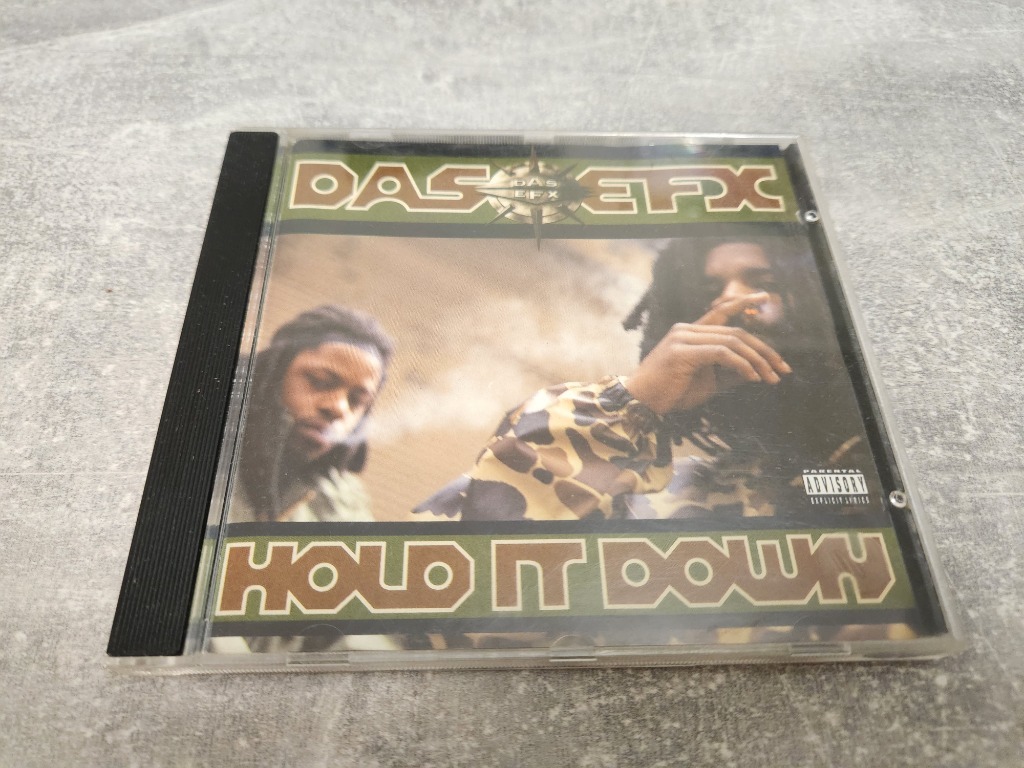 DAS EFX
DAS
EFX
PARENTAL
ADVISORY
EXPLICIT LYRICS
HOLD IT DOWN